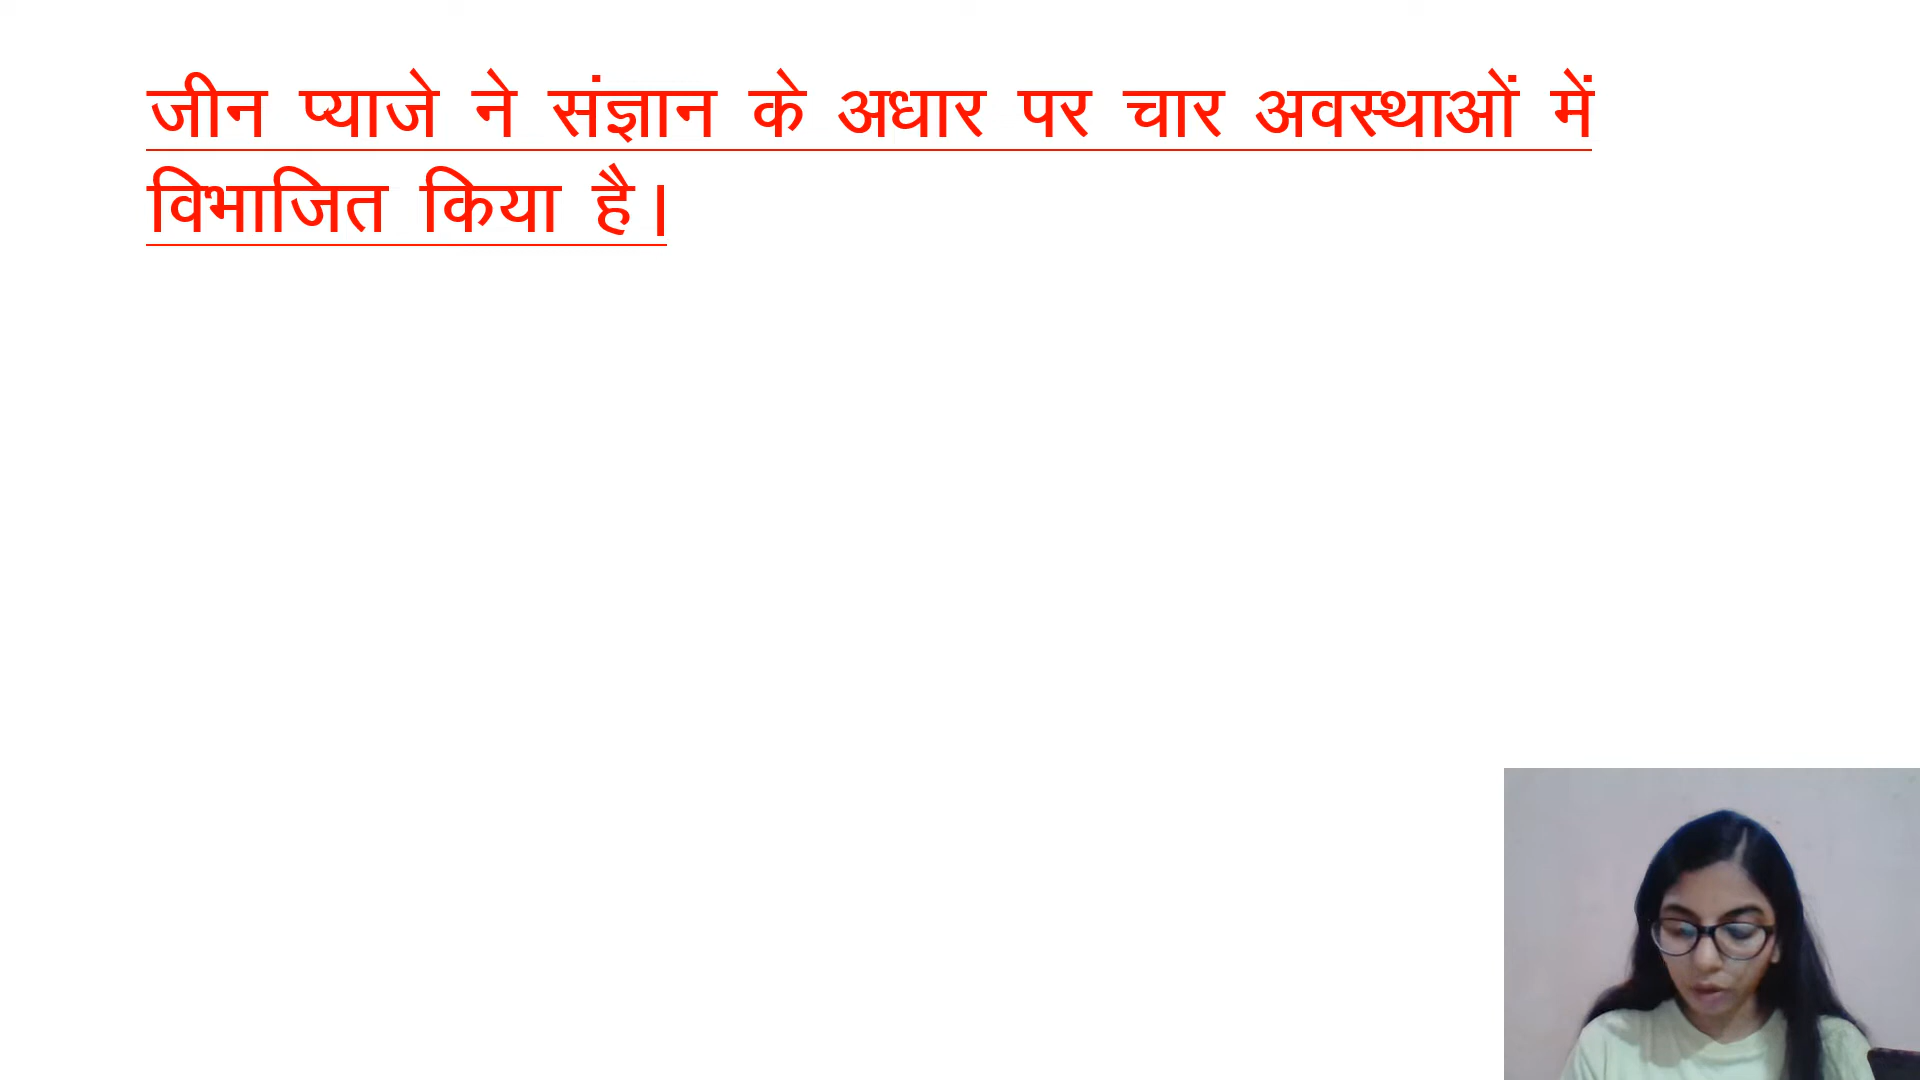 जीन प्याजे ने संज्ञान के अधार पर चार अवस्थाओं में
विभाजित किया है।